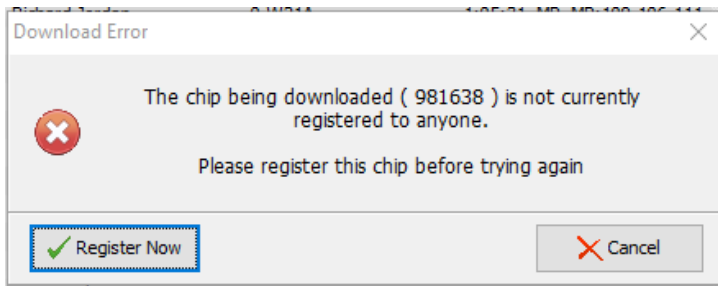 Download Error
The chip being downloaded ( 981638 ) is not currently
registered to anyone.
Please register this chip before trying again
Register Now
Cancel